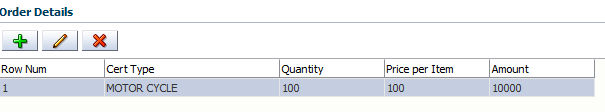 Order Details
Row Num Cert Type Quantity Price per Item Amount
1 MOTOR CYCLE 100 100 10000